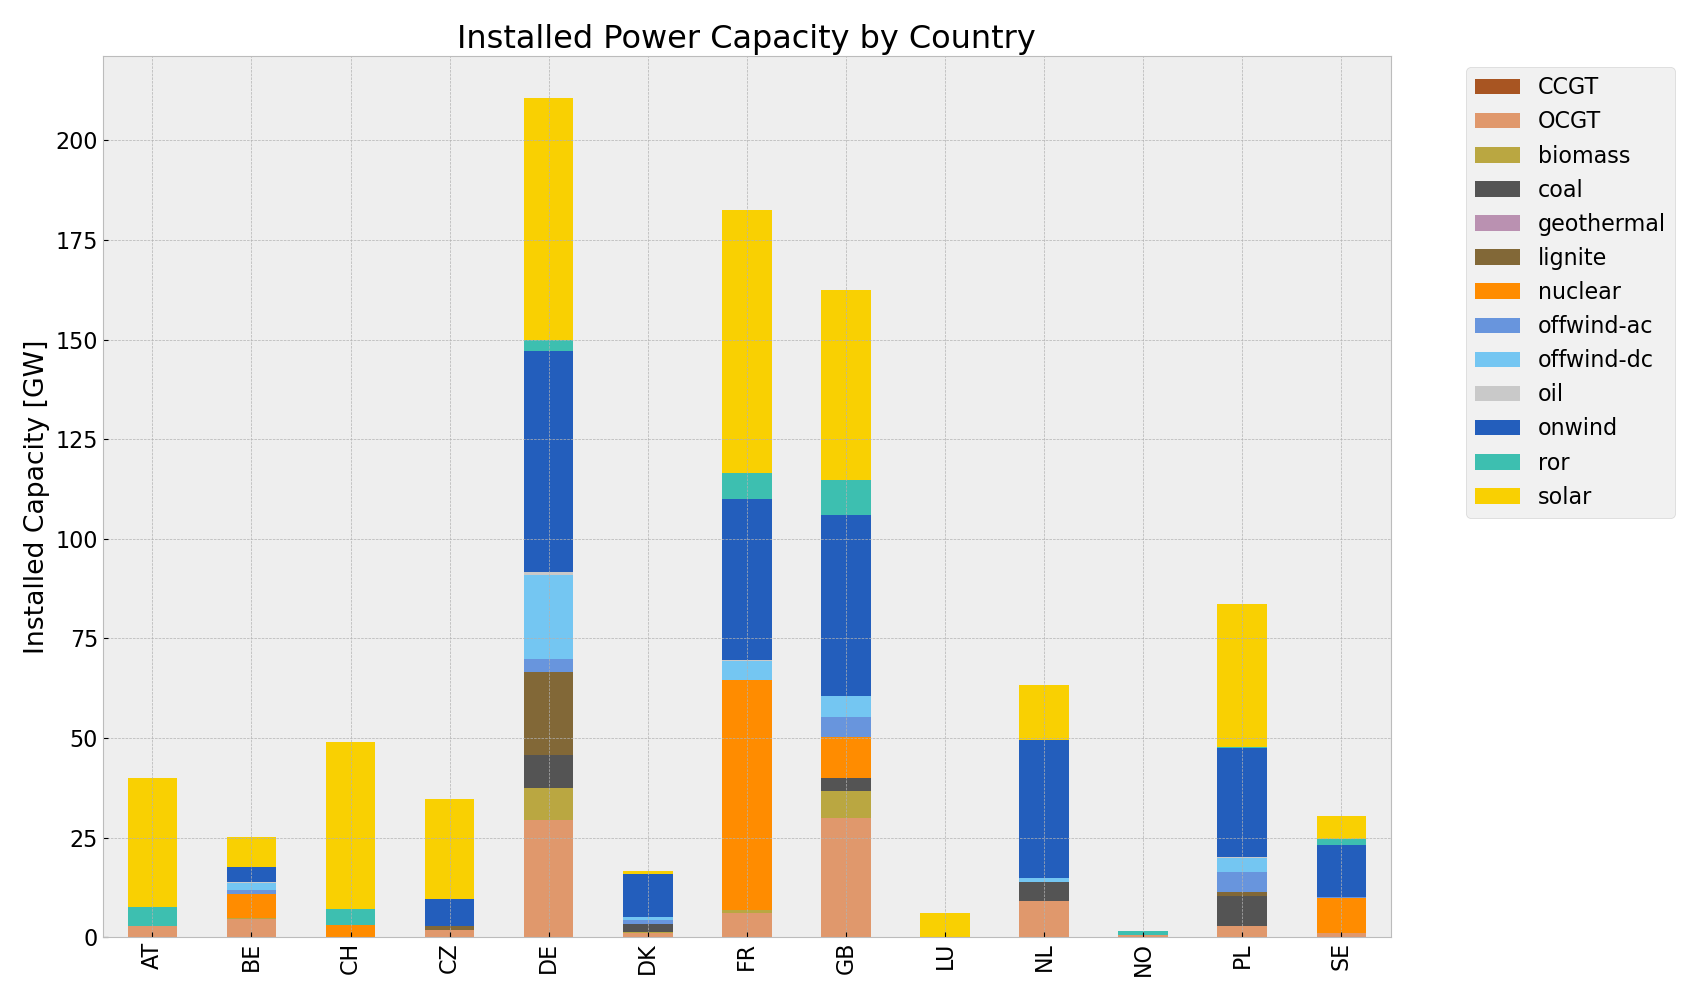 Installed Power Capacity by Country
Installed Capacity [GW]
200
175
150
125
100
75
50
25
0
AT
BE
CH
CZ
DE
DK
FR
GB
LU
NL
NO
PL
SE
CCGT
OCGT
biomass
coal
geothermal
lignite
nuclear
offwind-ac
offwind-dc
oil
onwind
ror
solar